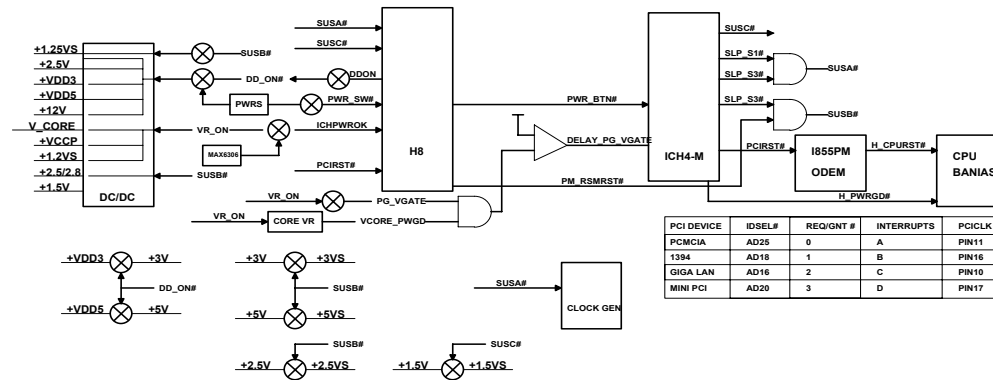 SUSA#
SUSC#
+1.25VS
+2.5V
+VDD3
+VDD5
+12V
V_CORE
+VCCP
+1.2VS
+2.5/2.8
+1.5V
DC/DC
SUSB#
DD_ON#
DDON
PWRS
PWR_SW#
VR_ON
ICHPWROK
MAX6306
PCIRST#
SUSB#
H8
PWR_BTN#
DELAY_PG_VGATE
PM_RSMRST#
VR_ON
PG_VGATE
VR_ON
CORE VR
VCORE_PWGD
ICH4-M
SUSC#
SLP_S1#
SLP_S3#
SUSA#
SLP_S3#
SUSB#
PCIRST#
I855PM
ODEM
H_CPURST#
CPU
BANIAS
H_PWRGD#
PCI DEVICE IDSEL# REQ/GNT # INTERRUPTS PCICLK
PCMCIA AD25 0 A PIN11
1394 AD18 1 B PIN16
GIGA LAN AD16 2 C PIN10
MINI PCI AD20 3 D PIN17
+VDD3 +3V
DD_ON#
+VDD5 +5V
+3V +3VS
SUSB#
+5V +5VS
SUSB#
+2.5V +2.5VS
SUSC#
+1.5V +1.5VS
SUSA#
CLOCK GEN